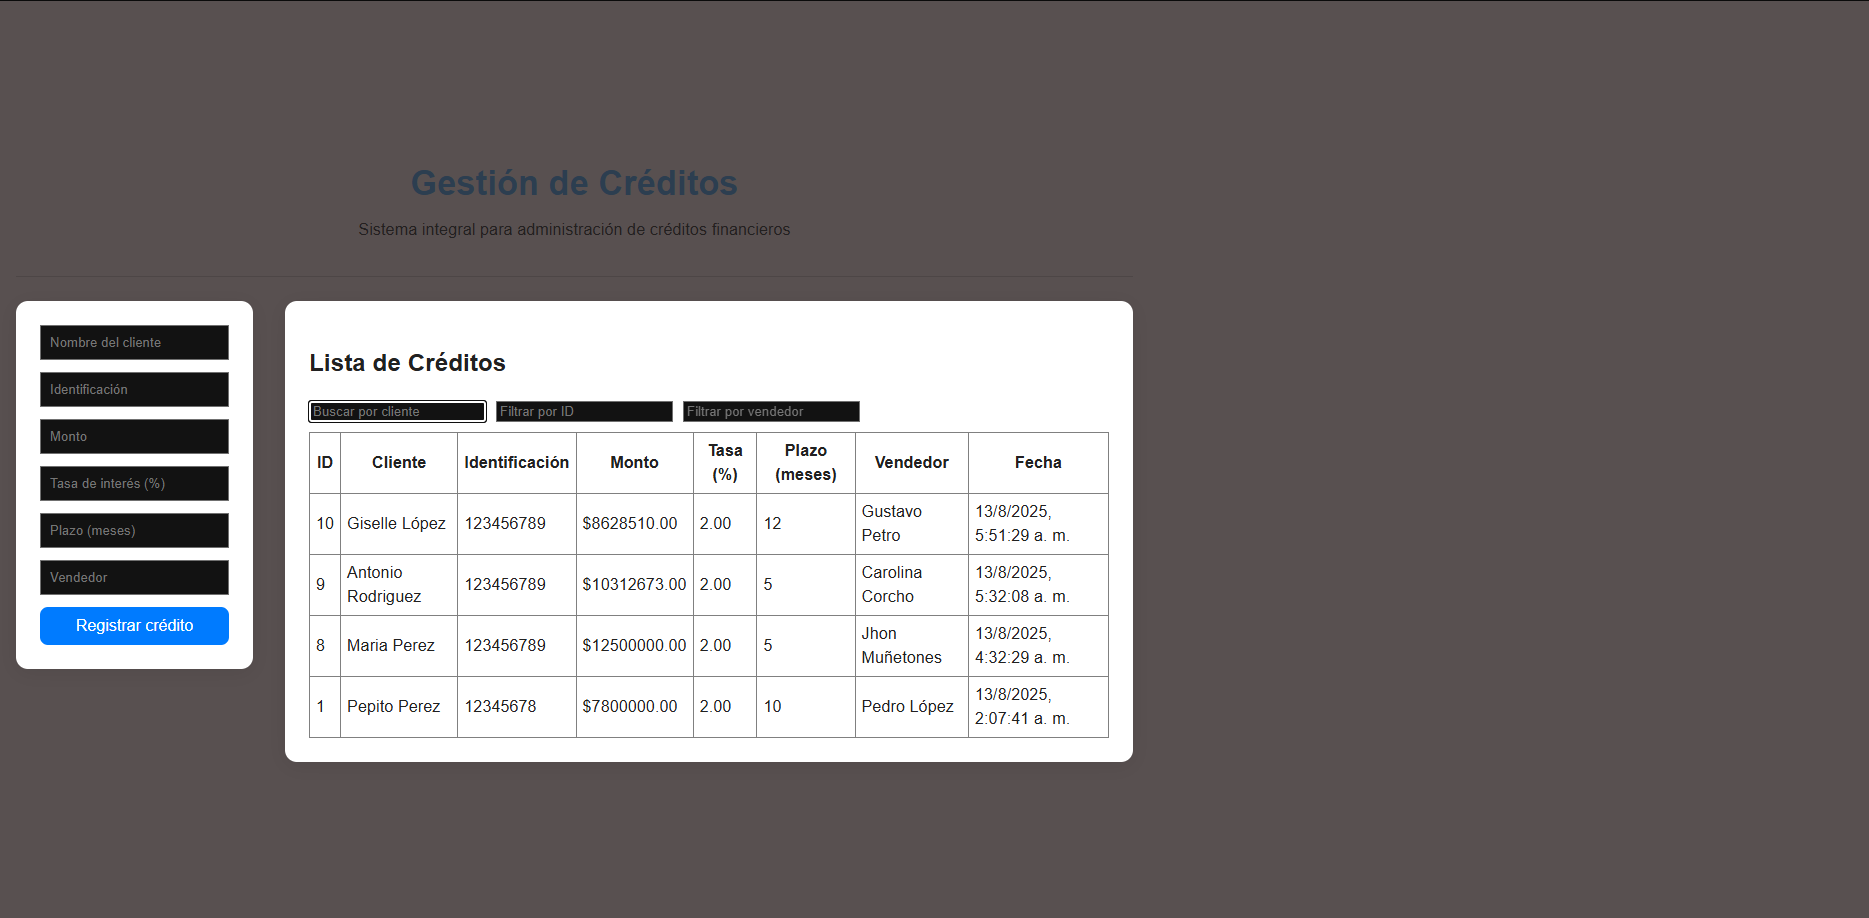 Gestión de Créditos
Sistema integral para administración de créditos financieros
Nombre del cliente
Identificación
Monto
Tasa de interés (%)
Plazo (meses)
Vendedor
Registrar crédito
Lista de Créditos
Buscar por cliente Filtrar por ID Filtrar por vendedor
ID Cliente Identificación Monto Tasa (%) Plazo (meses) Vendedor Fecha
10 Giselle López 123456789 $8628510.00 2.00 12 Gustavo Petro 13/8/2025, 5:51:29 a. m.
9 Antonio Rodriguez 123456789 $10312673.00 2.00 5 Carolina Corcho 13/8/2025, 5:32:08 a. m.
8 Maria Perez 123456789 $12500000.00 2.00 5 Jhon Muñetones 13/8/2025, 4:32:29 a. m.
1 Pepito Perez 12345678 $7800000.00 2.00 10 Pedro López 13/8/2025, 2:07:41 a. m.